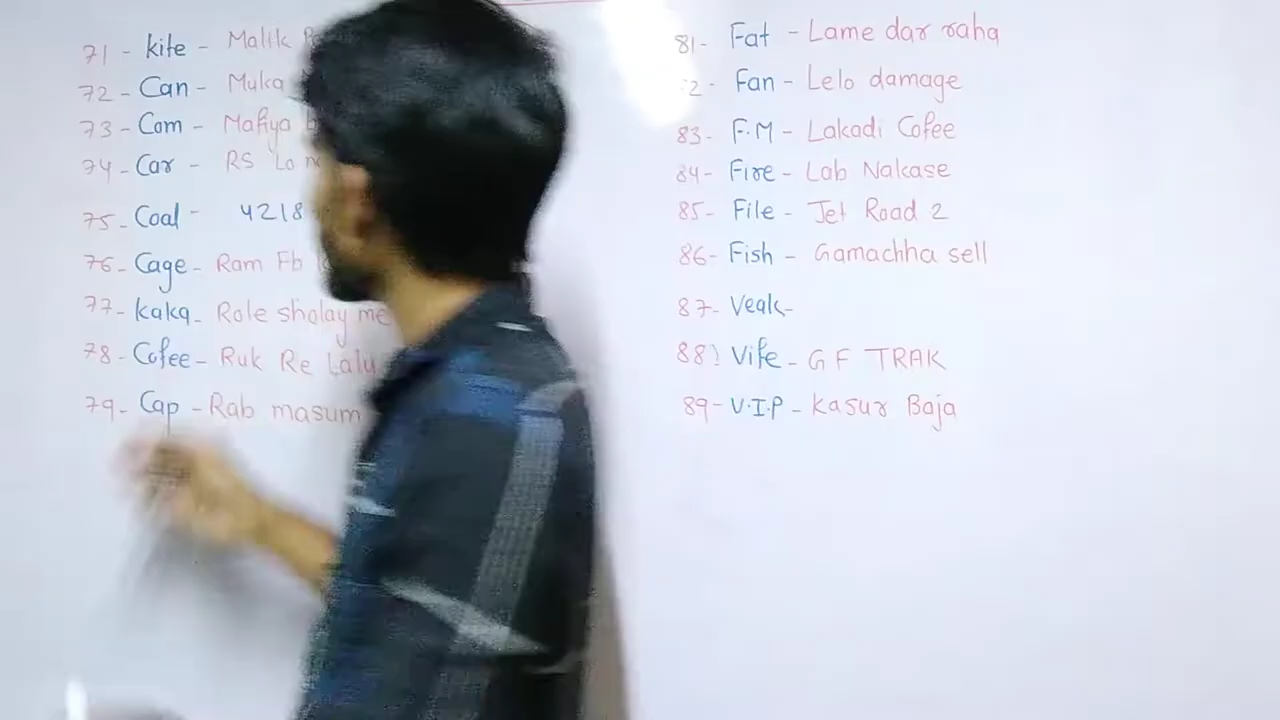 71 - kite - Malik
72 - Can - Muka
73 - Com - Mafiya
74 - Car - RS La
75 - Coal - 4218
76 - Cage - Ram Fb
77 - kaka - Role sholay me
78 - Cofee - Ruk Re Lalu
79 - Cap - Rab masum
81 - Fat - Lame dar raha
2 - Fan - Lelo damage
83 - F.M - Lakadi Cofee
84 - Fire - Lab Nakase
85 - File - Jet Road 2
86 - Fish - Gamachha sell
87 - Veak -
88) Vife - G F TRAK
89 - V.I.P - Kasur Baja